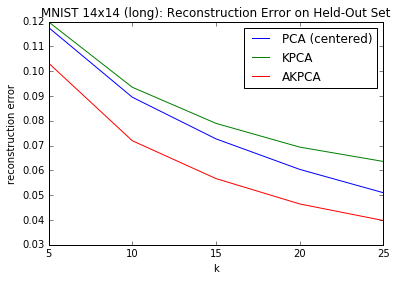 MNIST 14x14 (long): Reconstruction Error on Held-Out Set
PCA (centered)
KPCA
AKPCA
reconstruction error
0.12
0.11
0.10
0.09
0.08
0.07
0.06
0.05
0.04
0.03
5
10
15
20
25
k